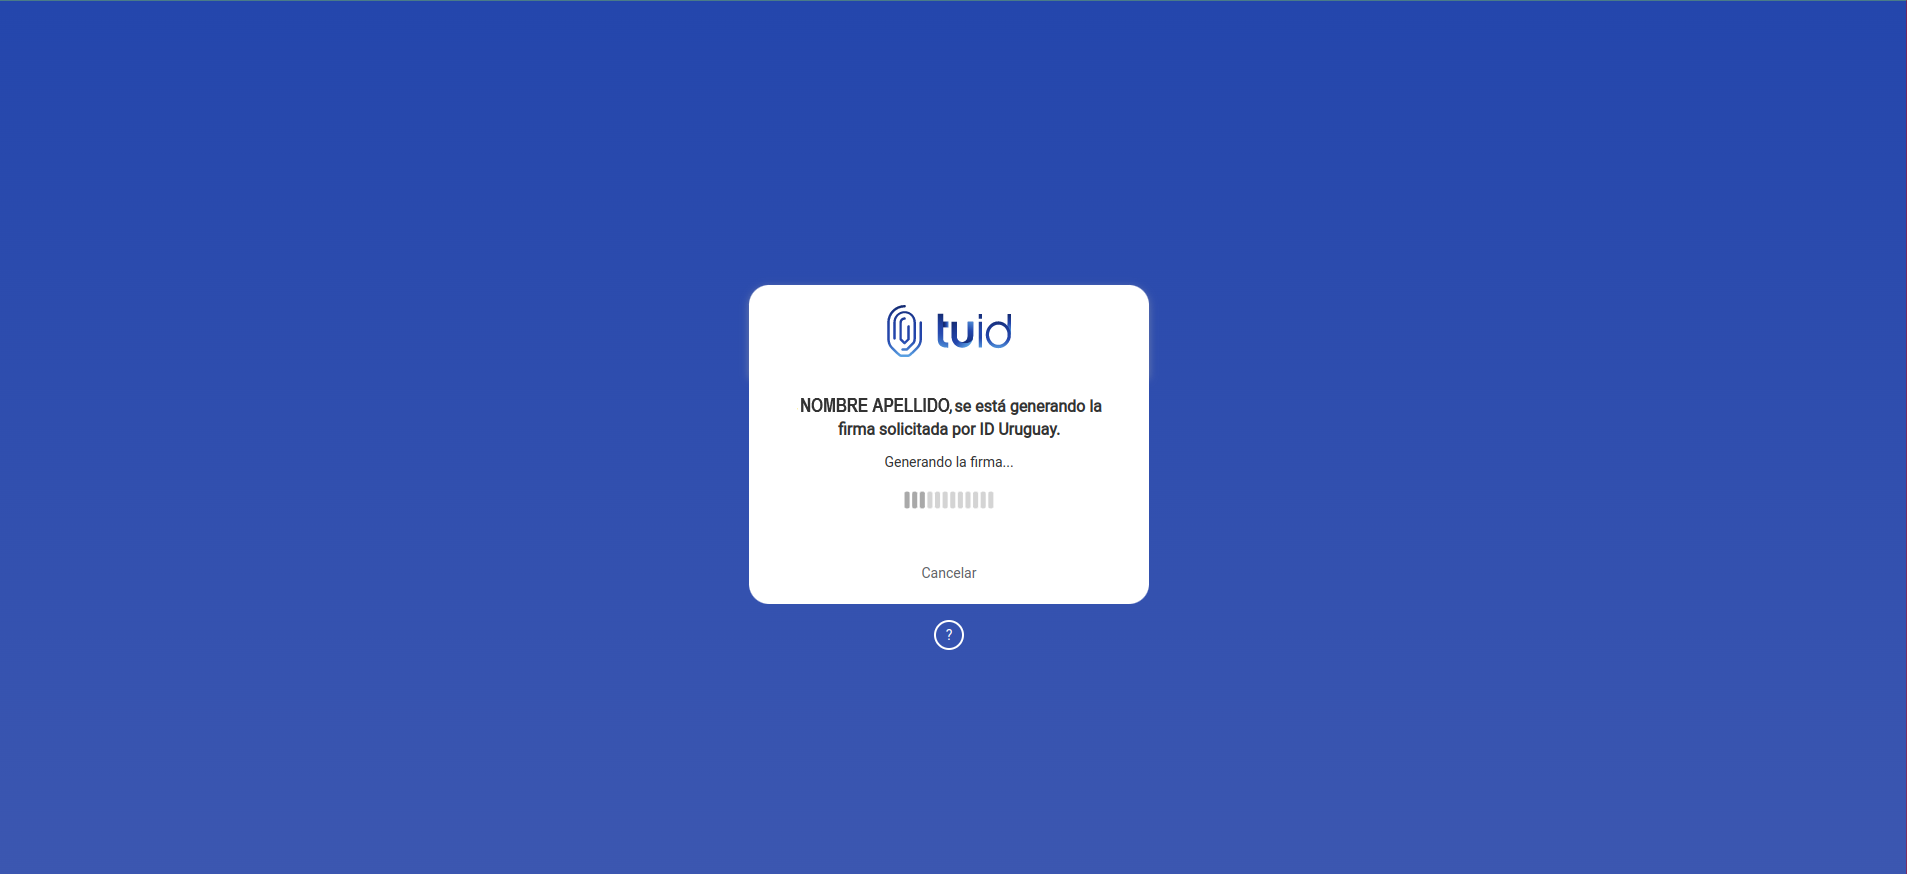 tuid
NOMBRE APELLIDO, se está generando la
firma solicitada por ID Uruguay.
Generando la firma...
Cancelar
?